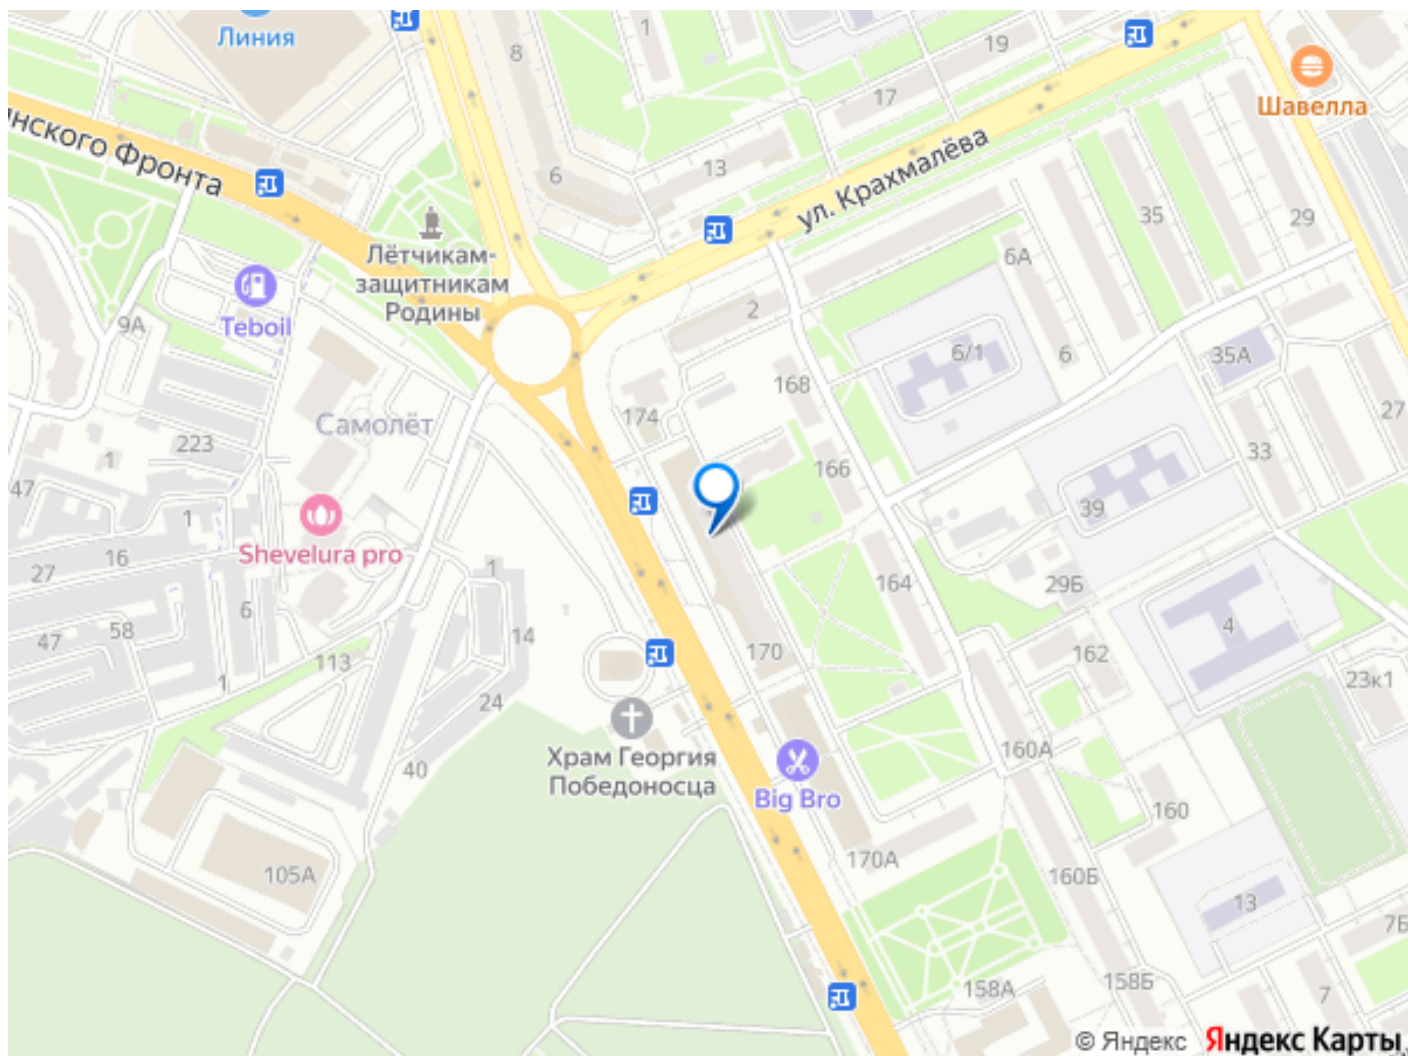 Линия
8
1
19
17
Шавелла
нского Фронта
6
13
ул. Крахмалёва
35
29
Лётчикам-
защитникам
Родины
6А
Teboil
9А
2
6/1
6
35А
168
27
174
Самолёт
223
1
166
33
47
39
1
Shevelura pro
16
27
1
164
29Б
6
58
47
14
4
113
170
162
1
23к1
24
Храм Георгия
Победоносца
160А
40
Big Bro
160
170А
105А
160Б
13
7Б
158А
158Б
7
© Яндекс Яндекс Карты